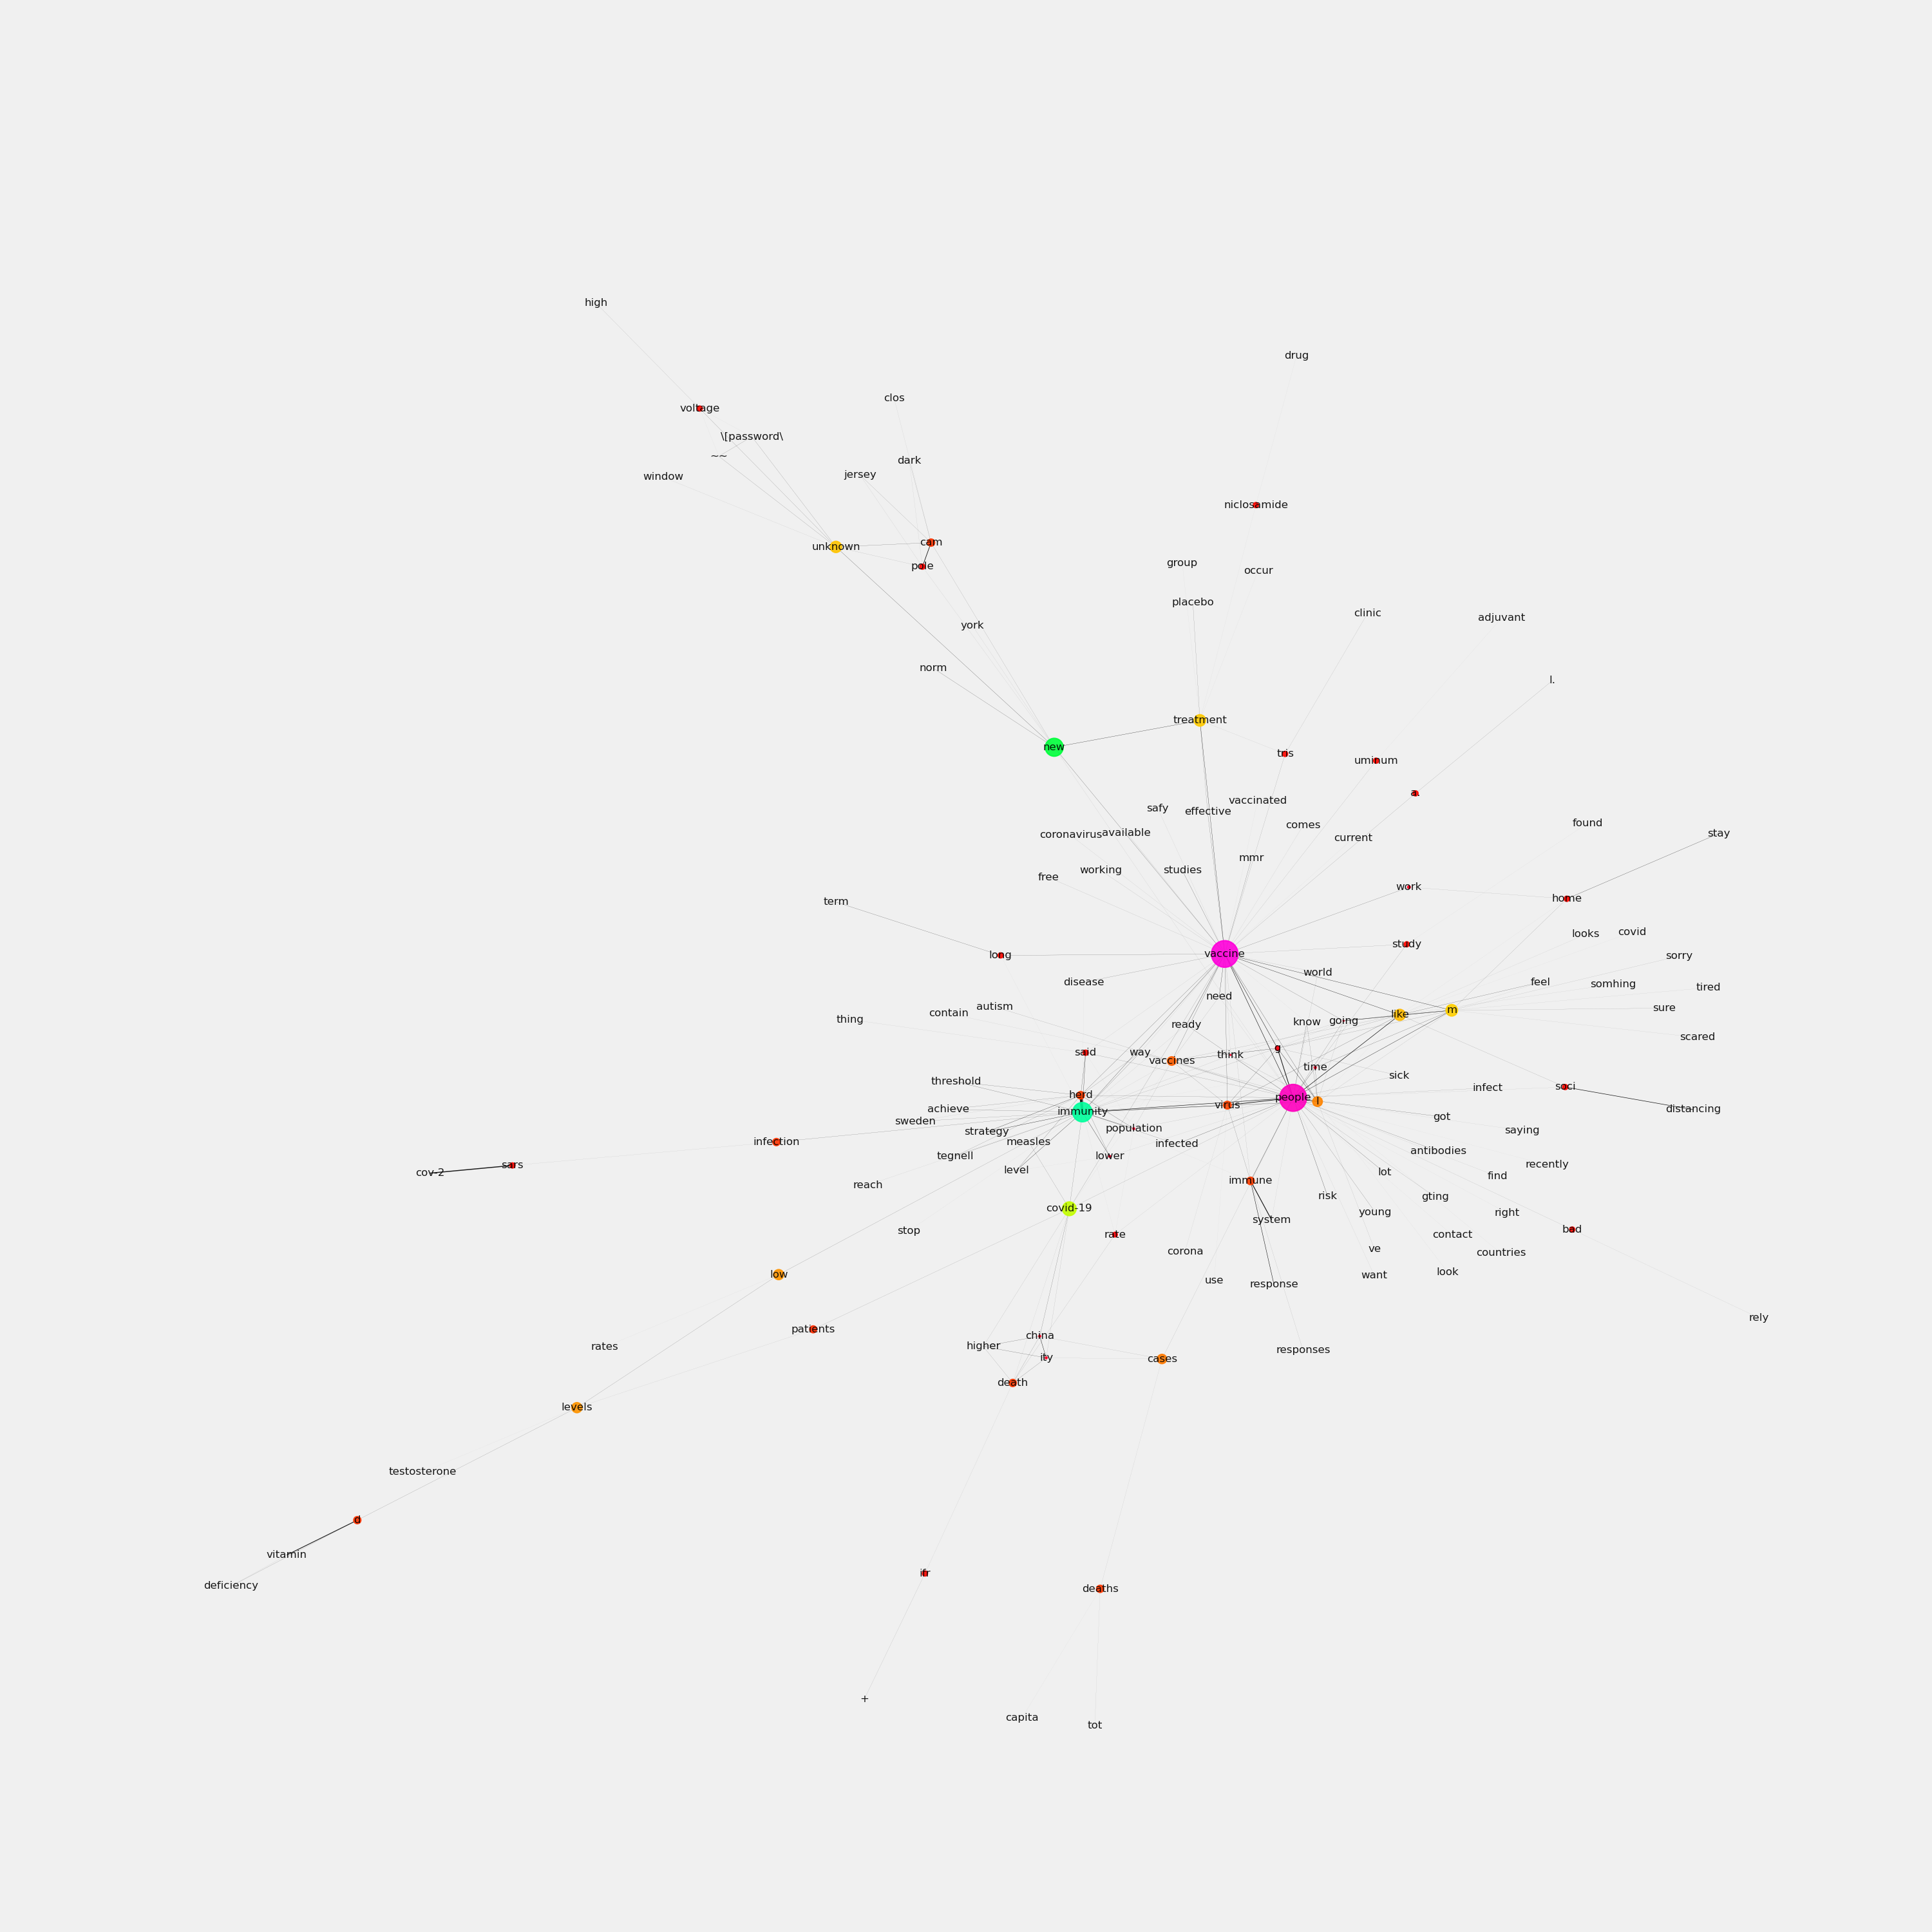 high
drug
clos
voltage
\[password\
~~
dark
jersey
window
niclosamide
cam
unknown
group
pole
occur
placebo
clinic
adjuvant
york
norm
l.
treatment
new
tris
uminum
a.
vaccinated
safy
effective
comes
found
coronavirus
available
stay
current
mmr
working
studies
free
work
home
term
looks
covid
study
vaccine
long
sorry
world
disease
feel
somhing
tired
need
autism
sure
contain
like
m
thing
ready
know
going
scared
g
said
way
think
vaccines
time
sick
threshold
infect
soci
herd
people
l
virus
achieve
immunity
distancing
got
sweden
population
strategy
saying
infection
measles
infected
antibodies
tegnell
lower
recently
sars
cov-2
level
lot
find
immune
reach
risk
gting
covid-19
young
right
system
stop
bad
rate
contact
ve
corona
countries
look
low
want
use
response
rely
patients
china
higher
rates
responses
ity
cases
death
levels
testosterone
d
vitamin
ifr
deficiency
deaths
+
capita
tot